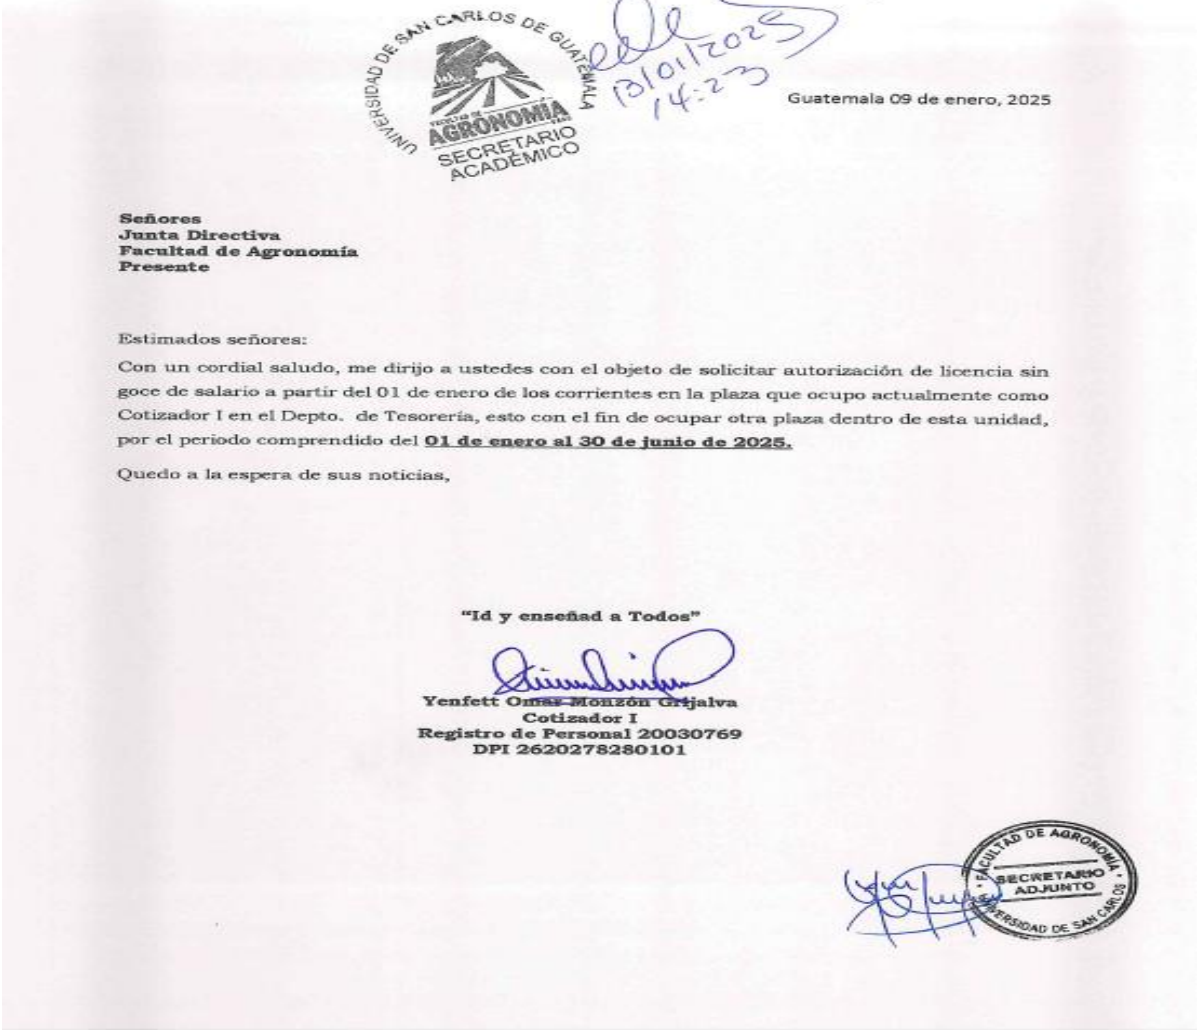 UNIVERSIDAD DE SAN CARLOS DE GUATEMALA
FACULTAD DE
AGRONOMÍA
SECRETARIO
ACADÉMICO
13/01/2025
14:23
Guatemala 09 de enero, 2025
Señores
Junta Directiva
Facultad de Agronomía
Presente
Estimados señores:
Con un cordial saludo, me dirijo a ustedes con el objeto de solicitar autorización de licencia sin
goce de salario a partir del 01 de enero de los corrientes en la plaza que ocupo actualmente como
Cotizador I en el Depto. de Tesorería, esto con el fin de ocupar otra plaza dentro de esta unidad,
por el periodo comprendido del 01 de enero al 30 de junio de 2025.
Quedo a la espera de sus noticias,
“Id y enseñad a Todos”
Yenfett Omar Monzón Grijalva
Cotizador I
Registro de Personal 20030769
DPI 2620278280101
FACULTAD DE AGRONOMÍA
SECRETARIO
ADJUNTO
UNIVERSIDAD DE SAN CARLOS